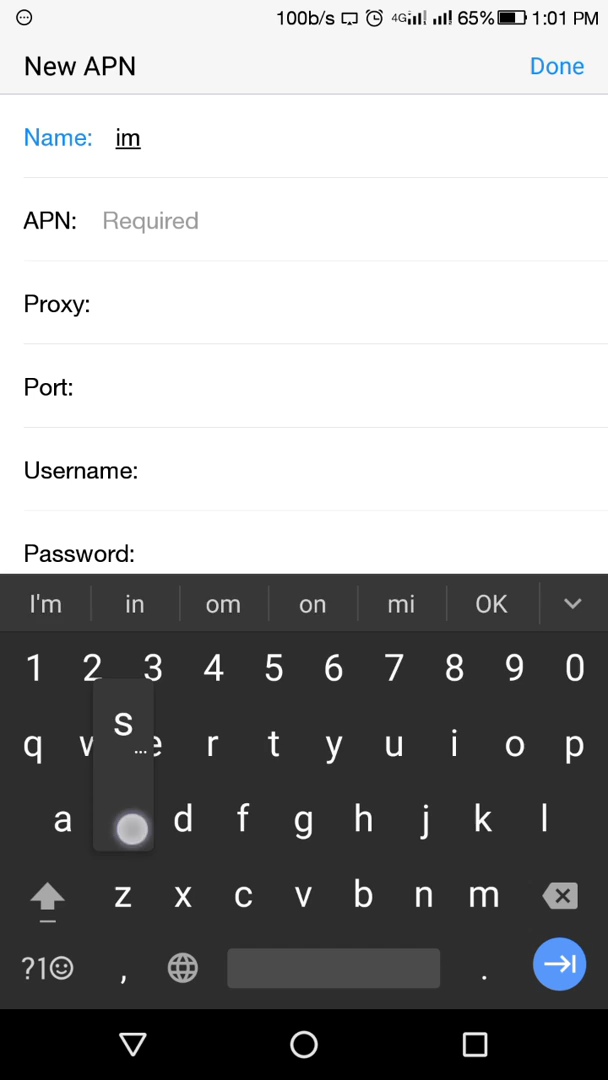 100b/s 4G 65% 1:01 PM
New APN Done
Name: im
APN: Required
Proxy:
Port:
Username:
Password:
I'm in om on mi OK
1 2 3 4 5 6 7 8 9 0
s
q w e r t y u i o p
a d f g h j k l
z x c v b n m
?1 , .